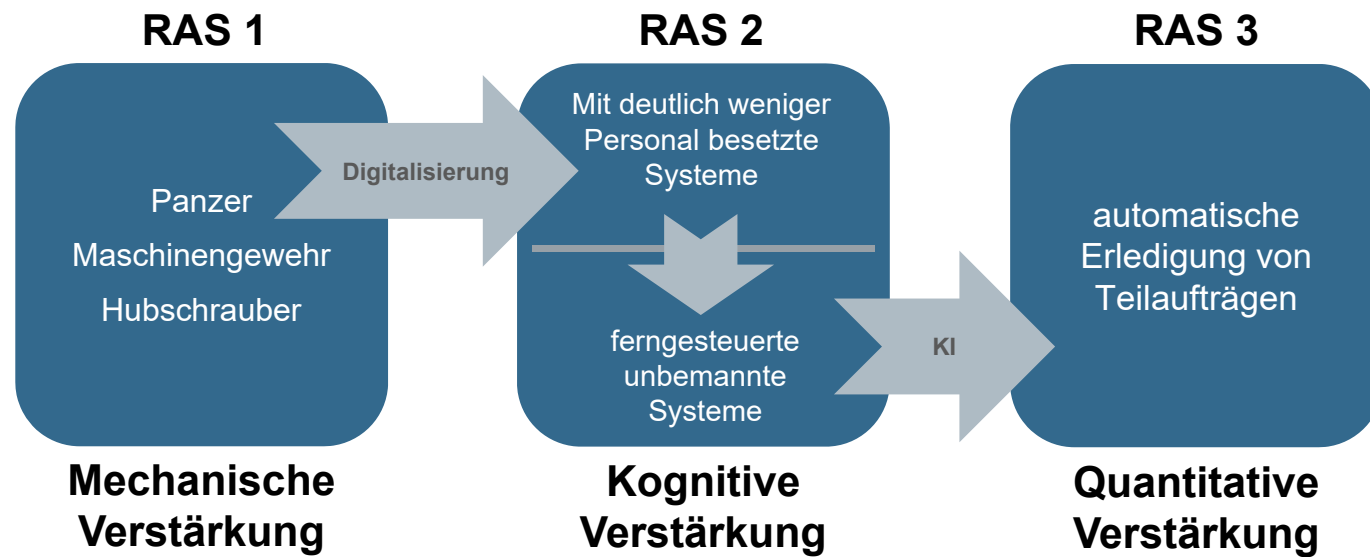 RAS 1
Panzer
Maschinengewehr
Hubschrauber
Mechanische
Verstärkung
Digitalisierung
RAS 2
Mit deutlich weniger
Personal besetzte
Systeme
ferngesteuerte
unbemannte
Systeme
Kognitive
Verstärkung
KI
RAS 3
automatische
Erledigung von
Teilaufträgen
Quantitative
Verstärkung